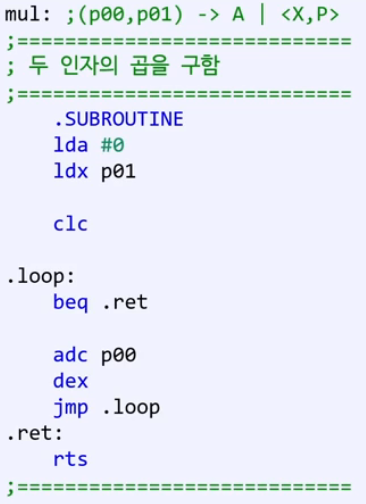 mul: ;(p00,p01) -> A | <X,P>
;===========================
; 두 인자의 곱을 구함
;===========================
    .SUBROUTINE
    lda #0
    ldx p01

    clc

.loop:
    beq .ret

    adc p00
    dex
    jmp .loop
.ret:
    rts
;===========================